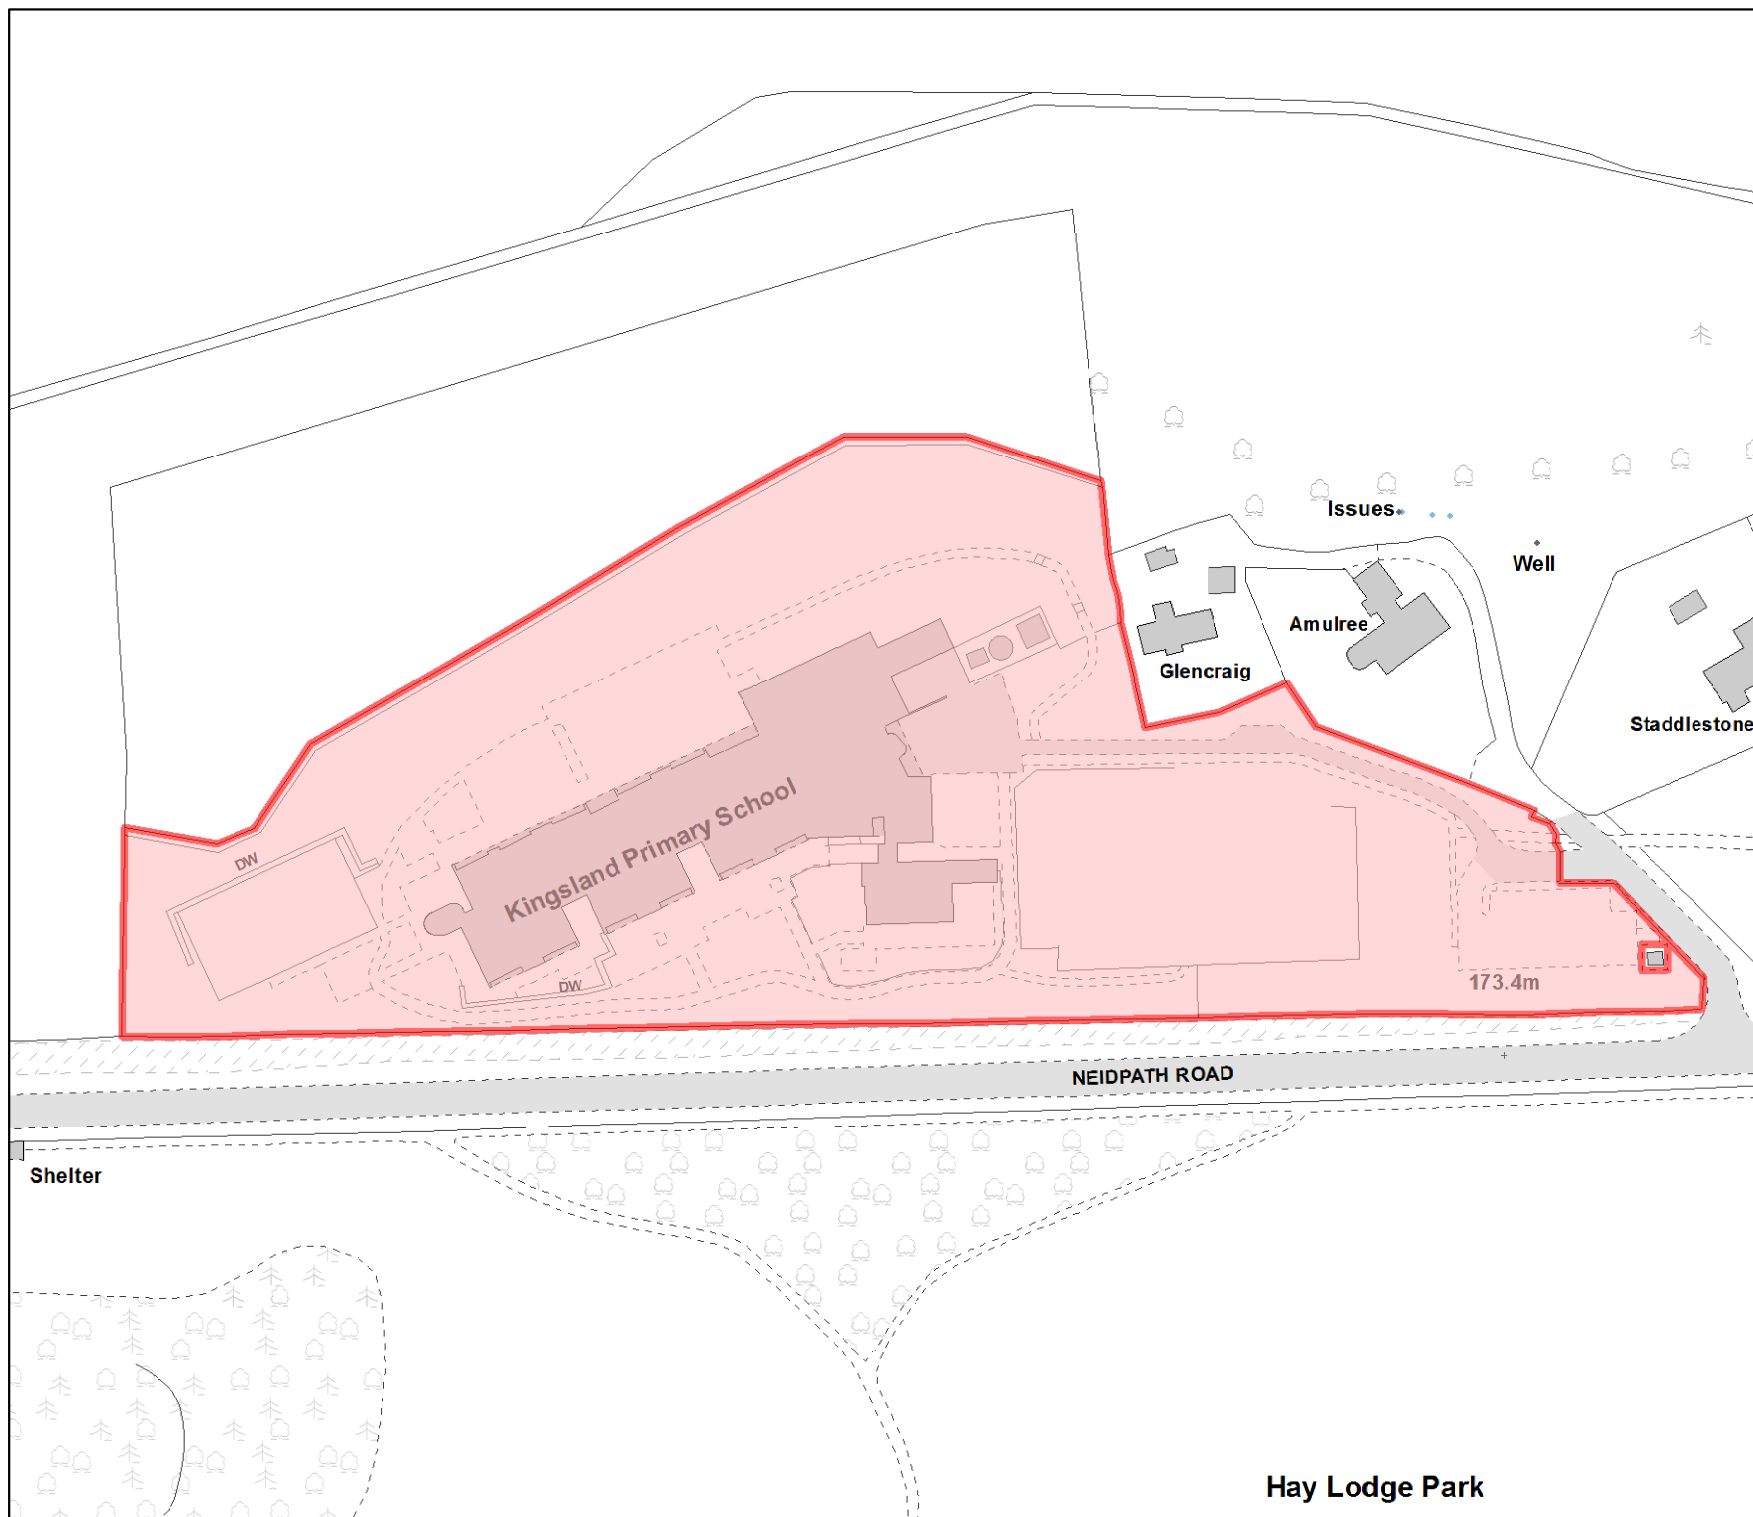 Issues
Well
Amulree
Glencraig
Staddlestone
Kingsland Primary School
DW
DW
173.4m
NEIDPATH ROAD
Shelter
Hay Lodge Park